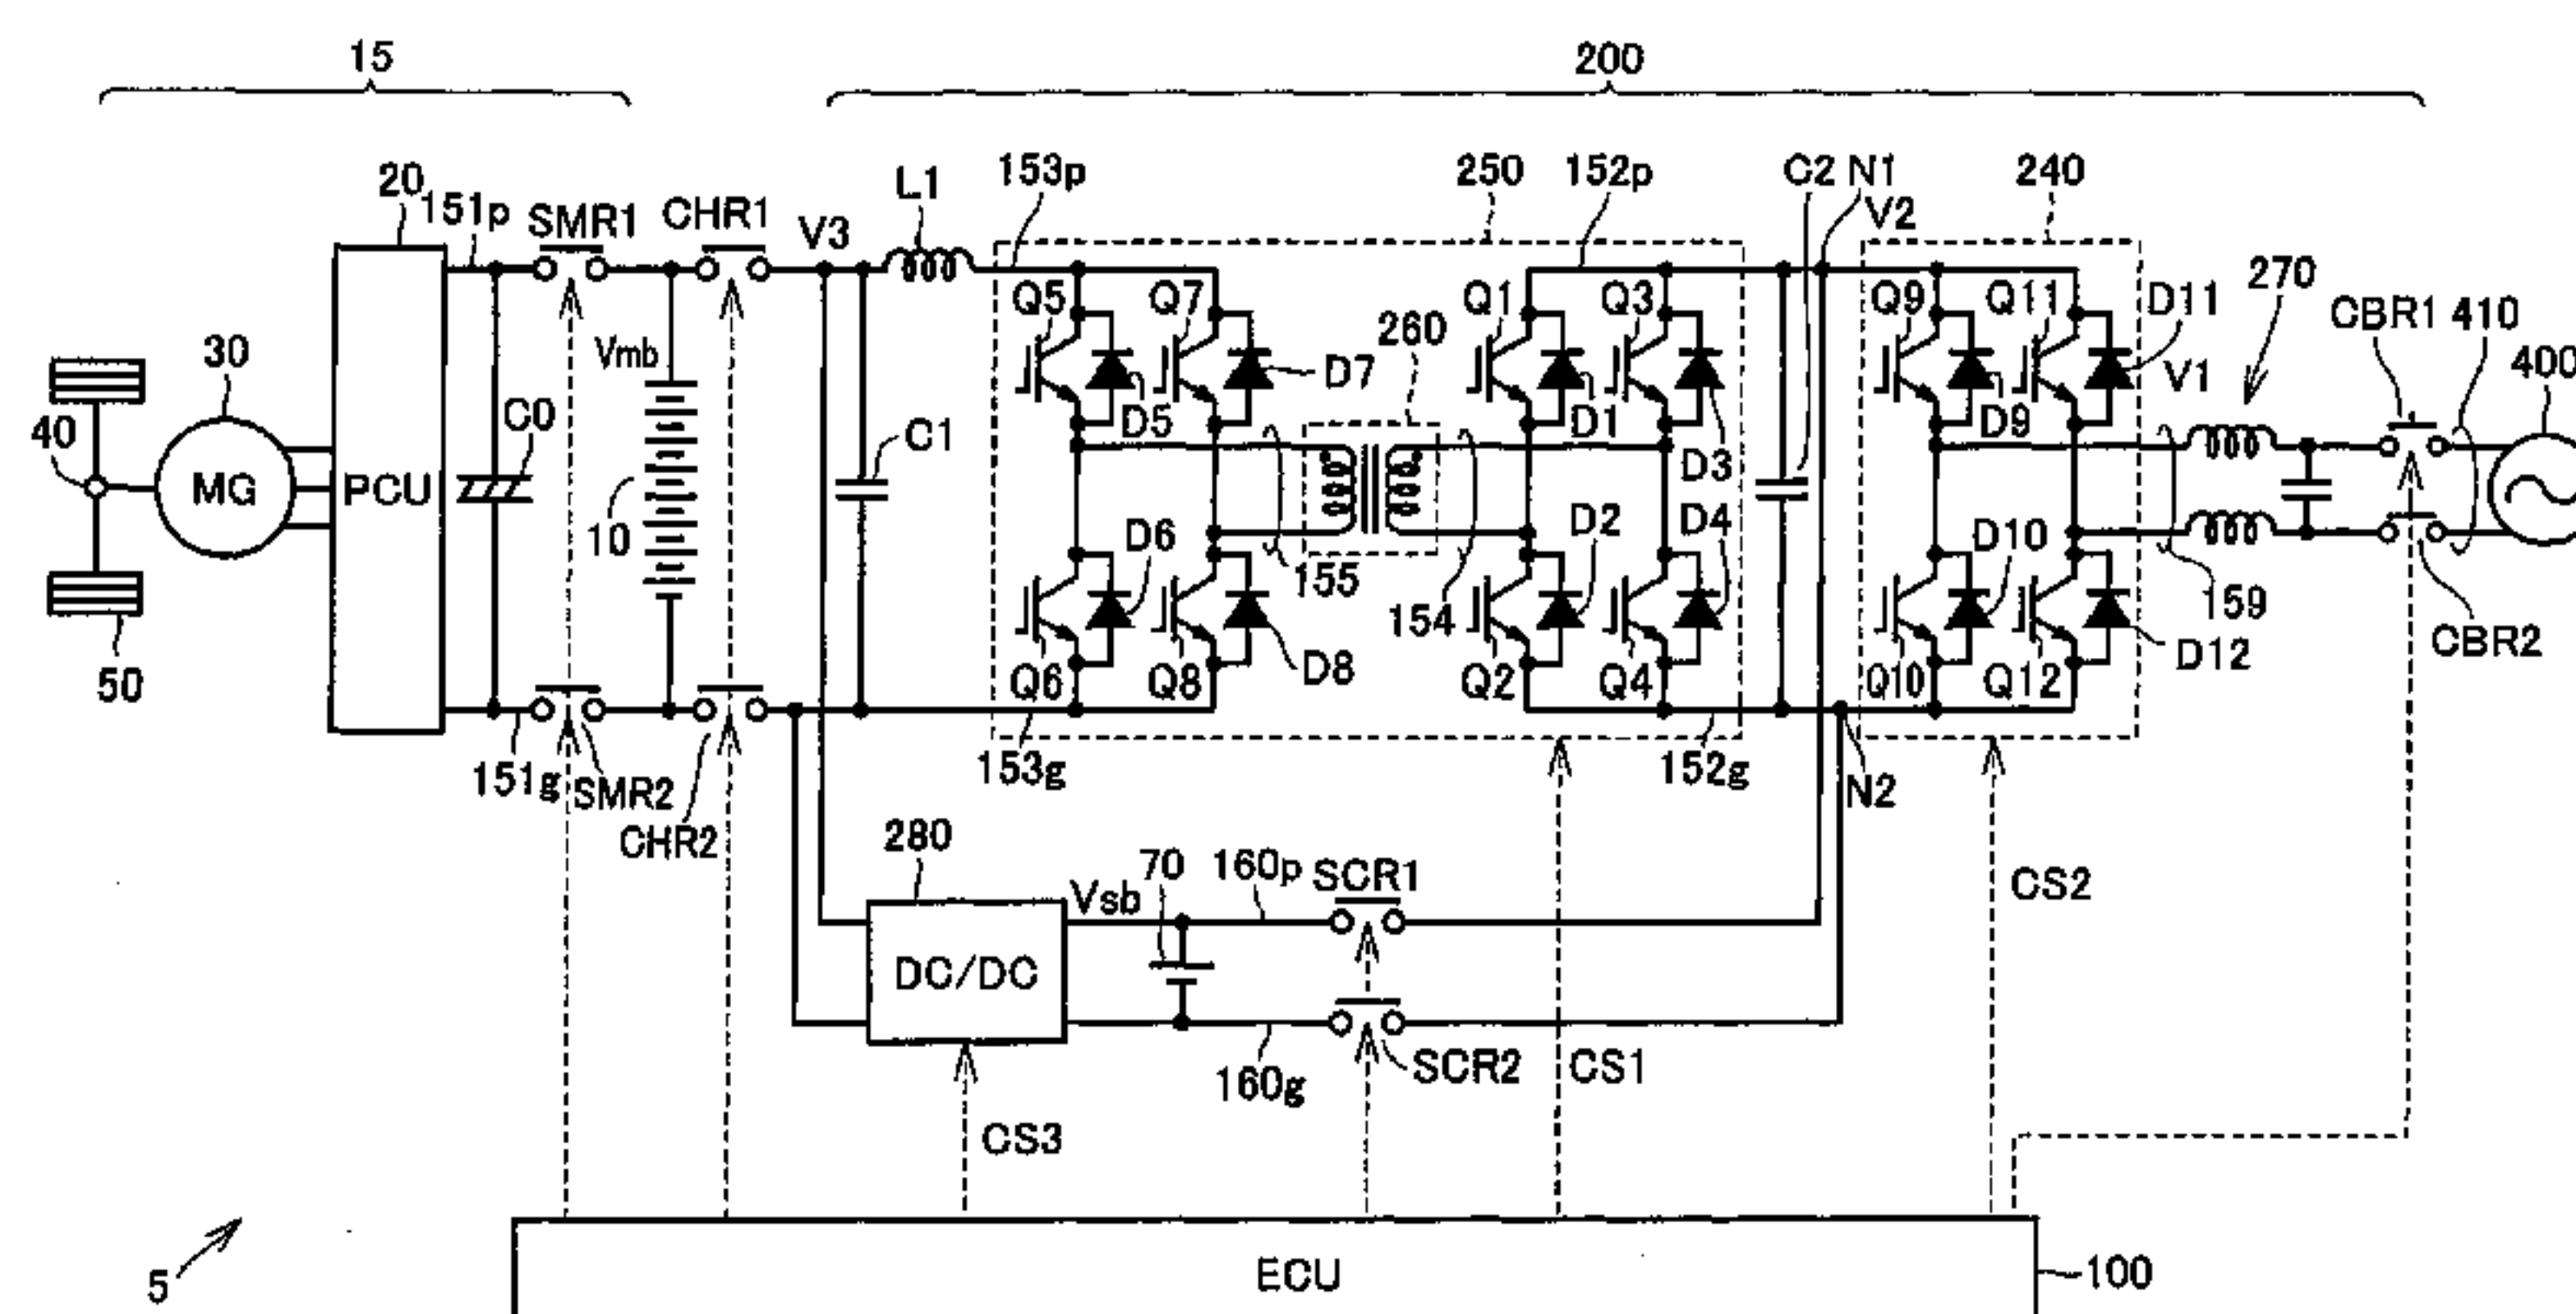 15
200
20
151p
SMR1
CHR1
V3
L1
153p
250
152p
C2
N1
V2
240
270
CBR1
410
400
Q5
Q7
Q1
Q3
Q9
Q11
D11
Vmb
30
260
V1
D7
40
C0
C1
D5
D1
D9
D3
MG
PCU
10
D6
155
154
D2
D4
D10
159
CBR2
50
Q6
Q8
D8
Q2
Q4
Q10
Q12
D12
151g
SMR2
153g
152g
N2
CHR2
280
Vsb
70
160p
SCR1
CS2
DC/DC
160g
SCR2
CS1
CS3
5
ECU
100